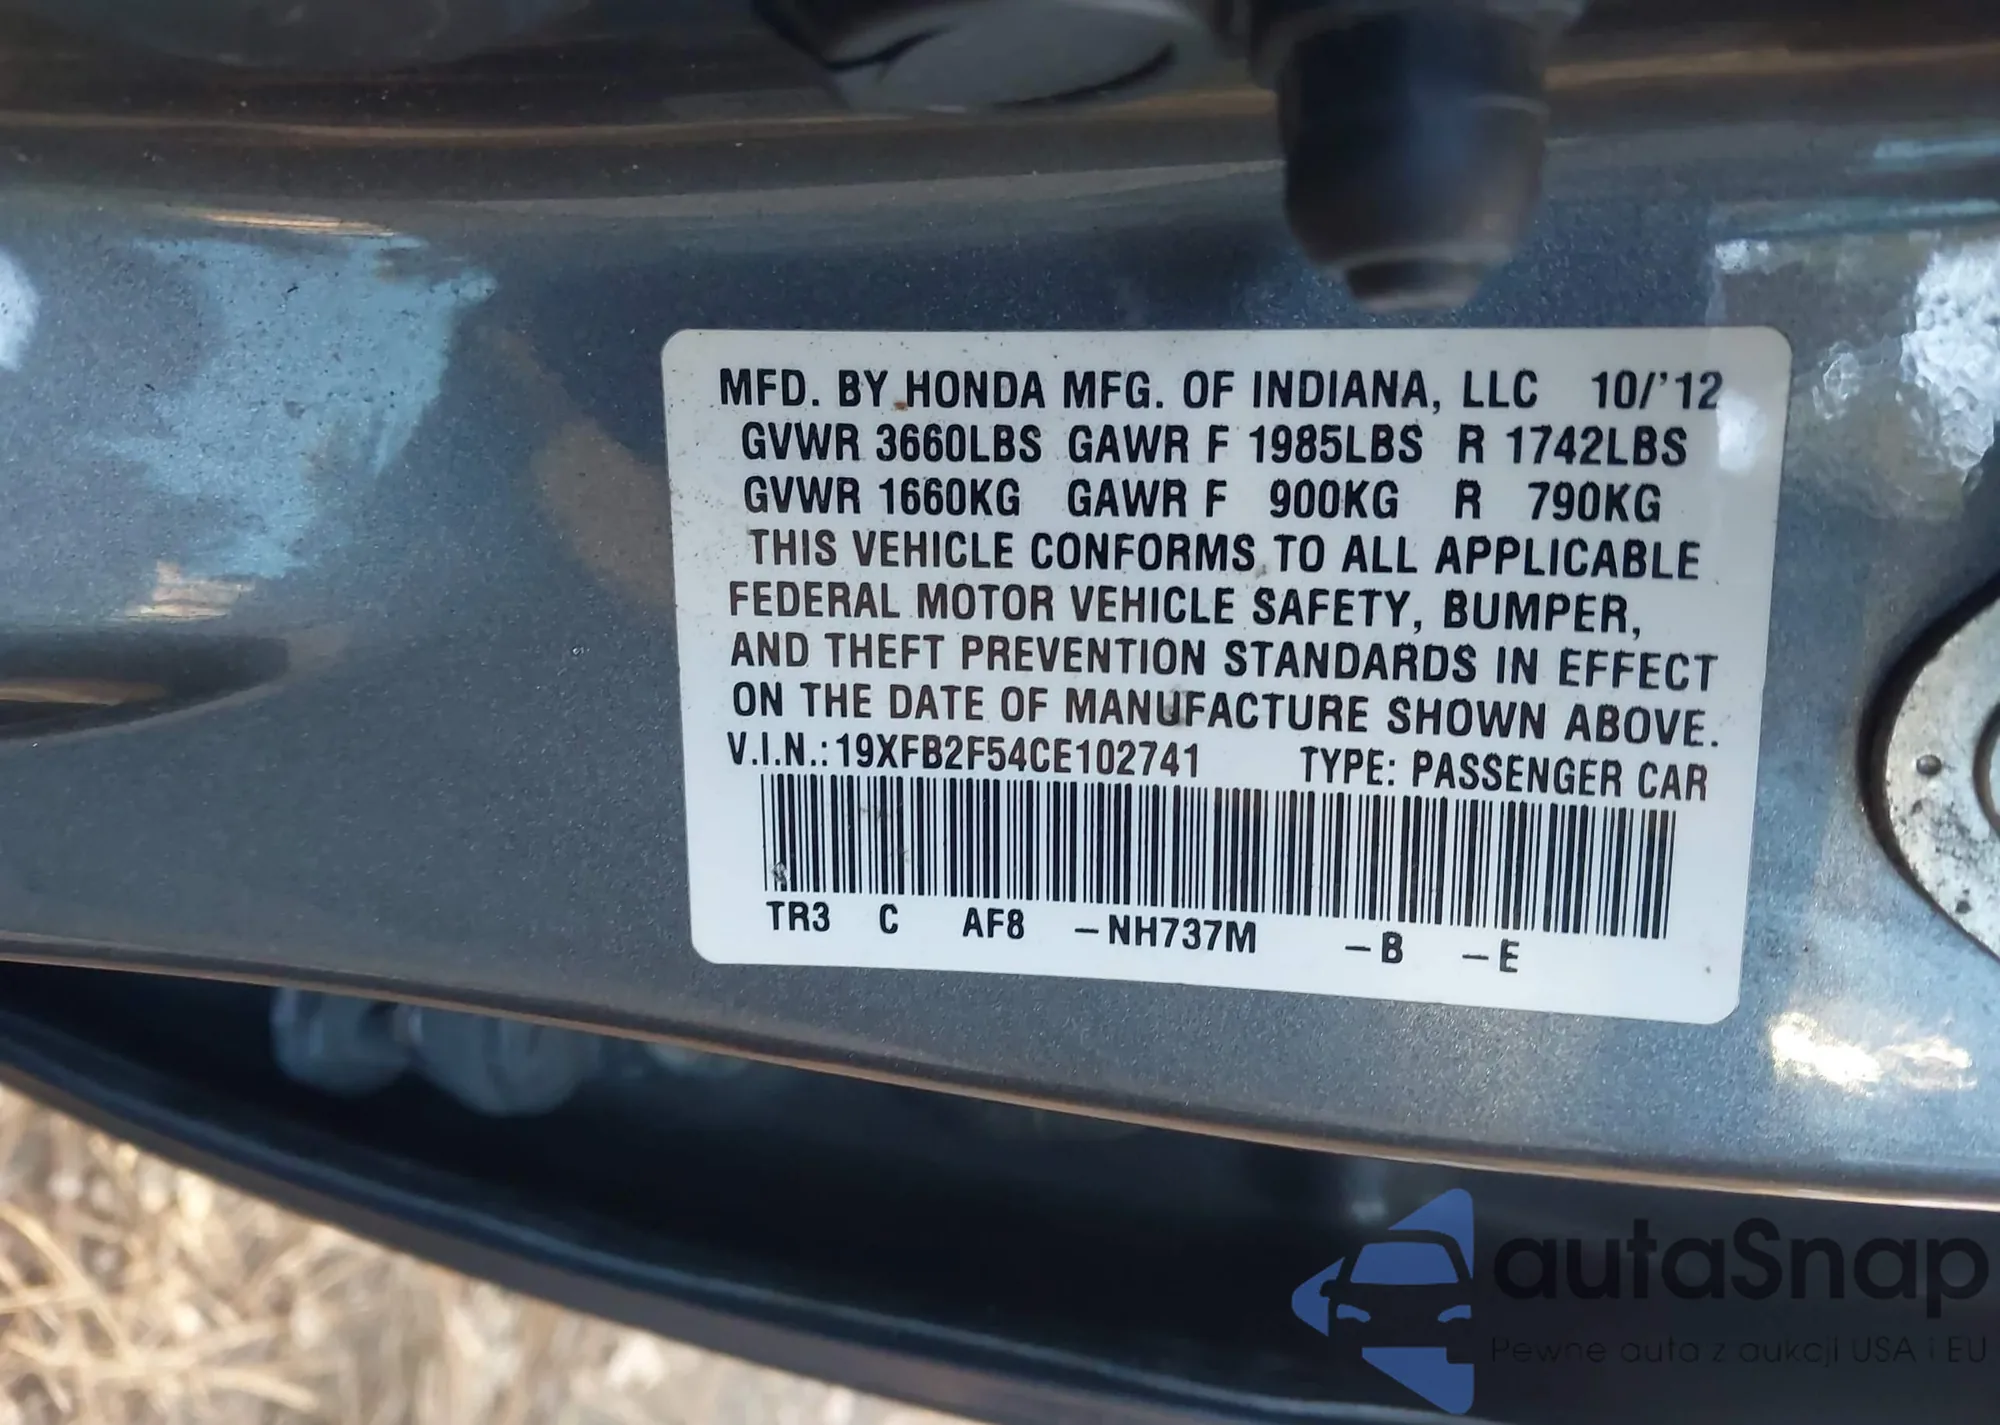 MFD. BY HONDA MFG. OF INDIANA, LLC 10/'12
GVWR 3660LBS GAWR F 1985LBS R 1742LBS
GVWR 1660KG GAWR F 900KG R 790KG
THIS VEHICLE CONFORMS TO ALL APPLICABLE
FEDERAL MOTOR VEHICLE SAFETY, BUMPER,
AND THEFT PREVENTION STANDARDS IN EFFECT
ON THE DATE OF MANUFACTURE SHOWN ABOVE.
V.I.N.: 19XFB2F54CE102741 TYPE: PASSENGER CAR
TR3 C AF8 –NH737M –B –E
autaSnap
Pewne auta z aukcji USA i EU